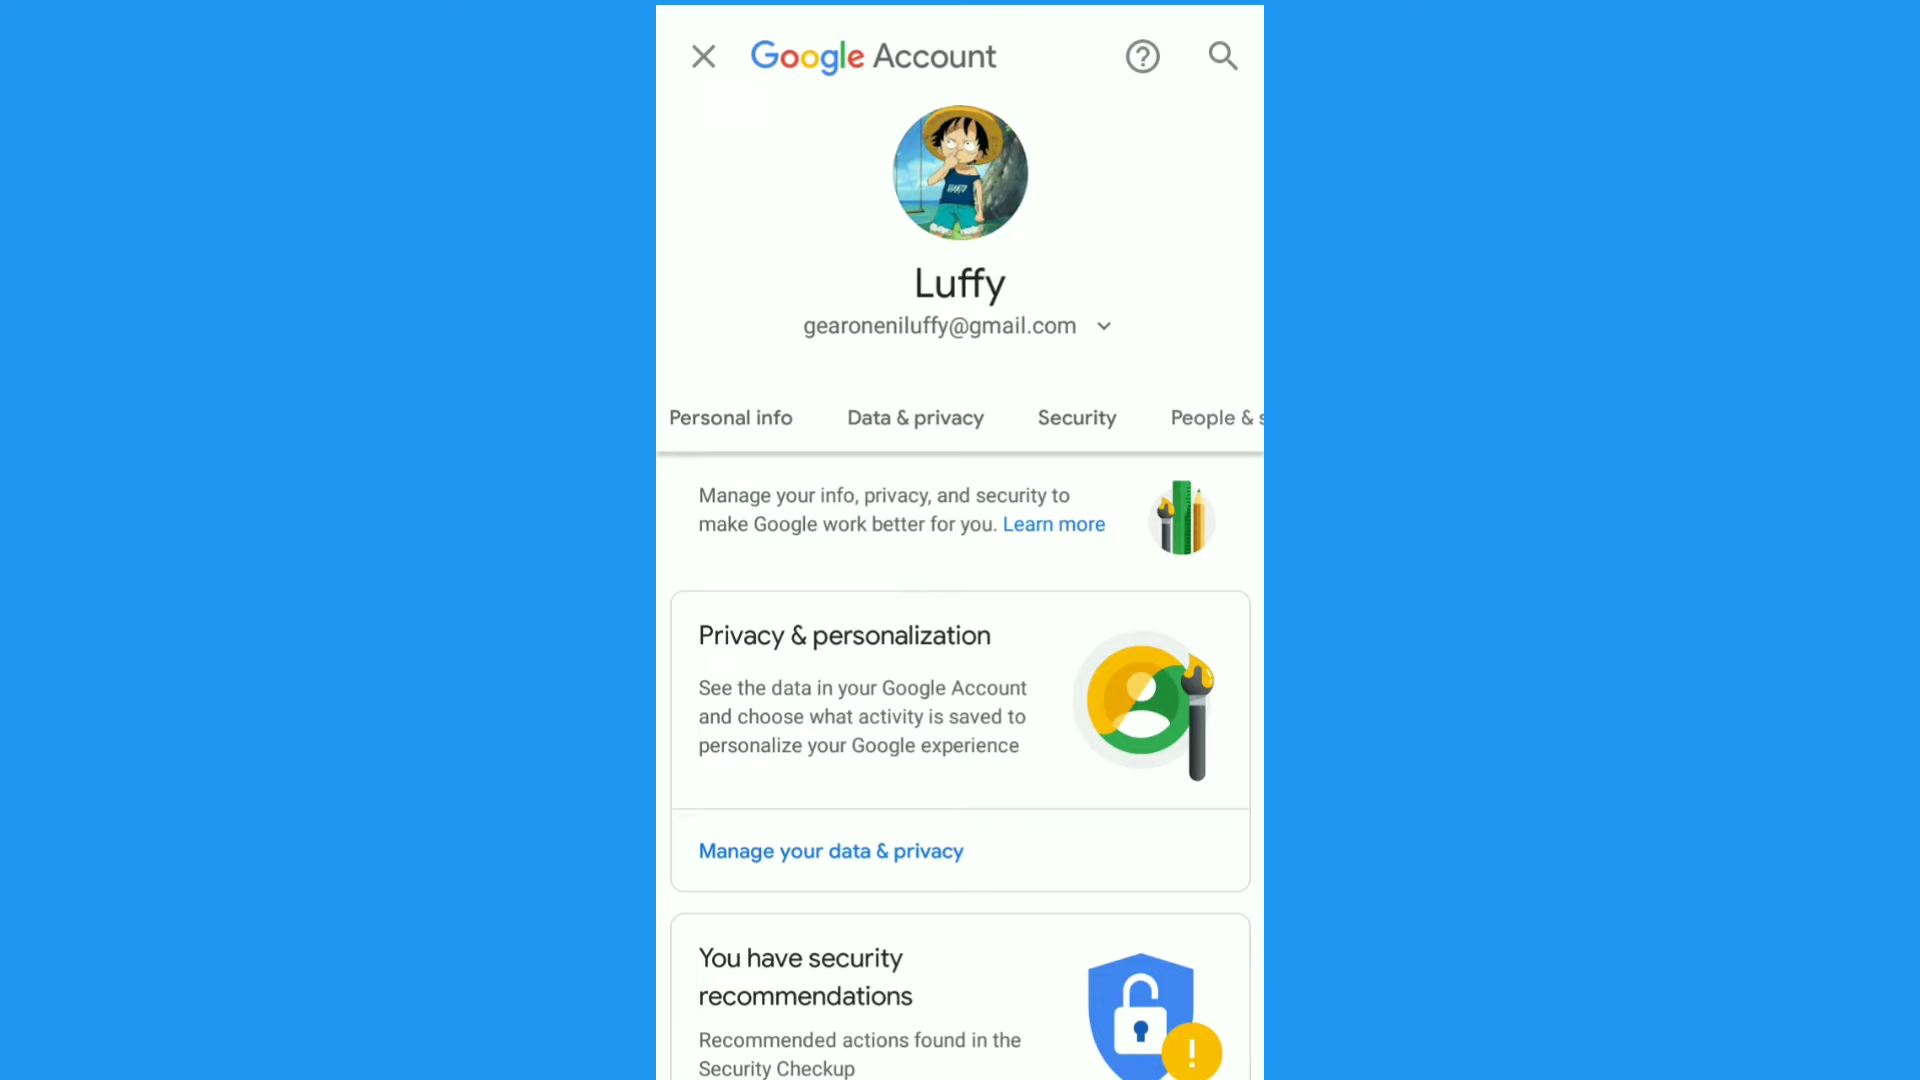 Google Account
Luffy
gearoneniluffy@gmail.com
Personal info Data & privacy Security People & s
Manage your info, privacy, and security to
make Google work better for you. Learn more
Privacy & personalization
See the data in your Google Account
and choose what activity is saved to
personalize your Google experience
Manage your data & privacy
You have security
recommendations
Recommended actions found in the
Security Checkup